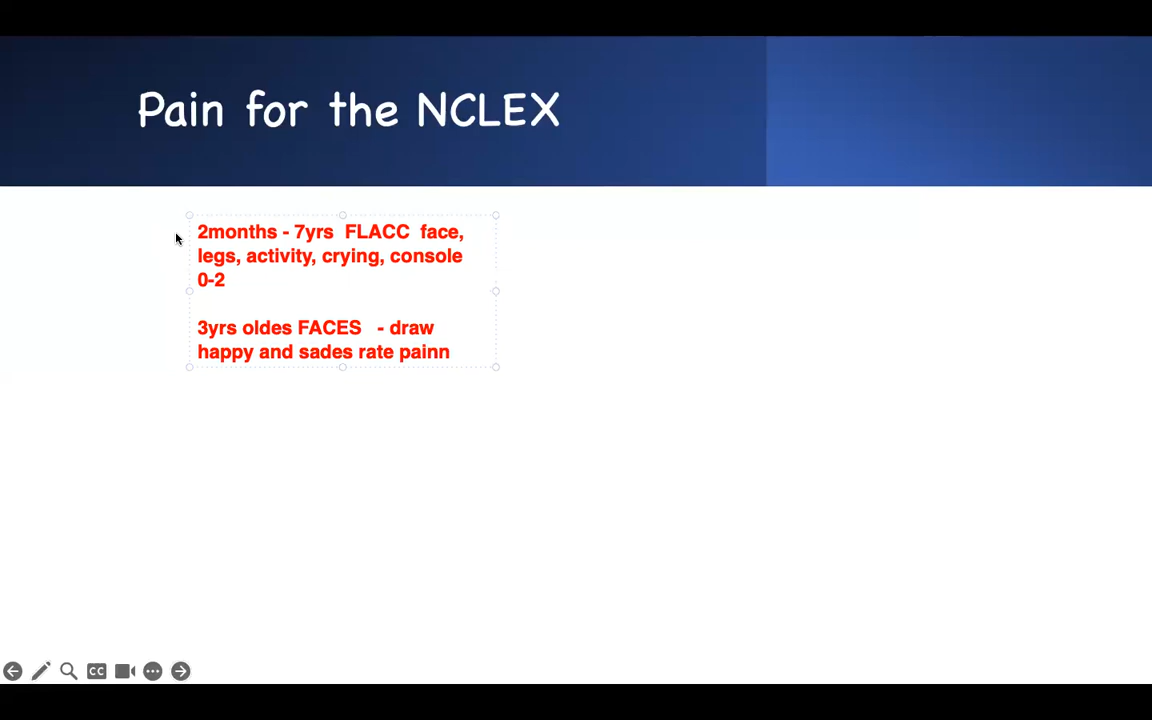 Pain for the NCLEX
2months - 7yrs  FLACC  face,
legs, activity, crying, console
0-2
3yrs oldes FACES   - draw
happy and sades rate painn
CC